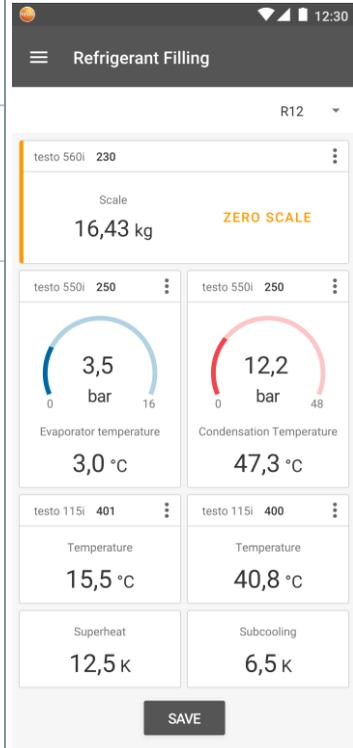 12:30
Refrigerant Filling
R12
testo 560i 230
Scale
16,43 kg
ZERO SCALE
testo 550i 250
3,5
bar
0 16
Evaporator temperature
3,0 °C
testo 550i 250
12,2
bar
0 48
Condensation Temperature
47,3 °C
testo 115i 401
Temperature
15,5 °C
testo 115i 400
Temperature
40,8 °C
Superheat
12,5 K
Subcooling
6,5 K
SAVE